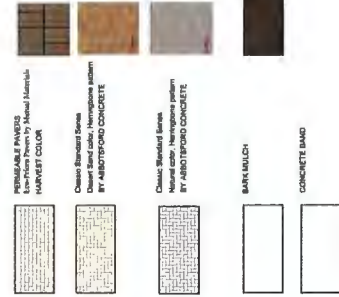 PERMEABLE PAVERS
Eco-Priora Pavers by Mutual Materials
HARVEST COLOR
Classic Standard Series
Desert Sand color, Herringbone pattern
BY ABBOTSFORD CONCRETE
Classic Standard Series
Natural color, Herringbone pattern
BY ABBOTSFORD CONCRETE
BARK MULCH
CONCRETE BAND